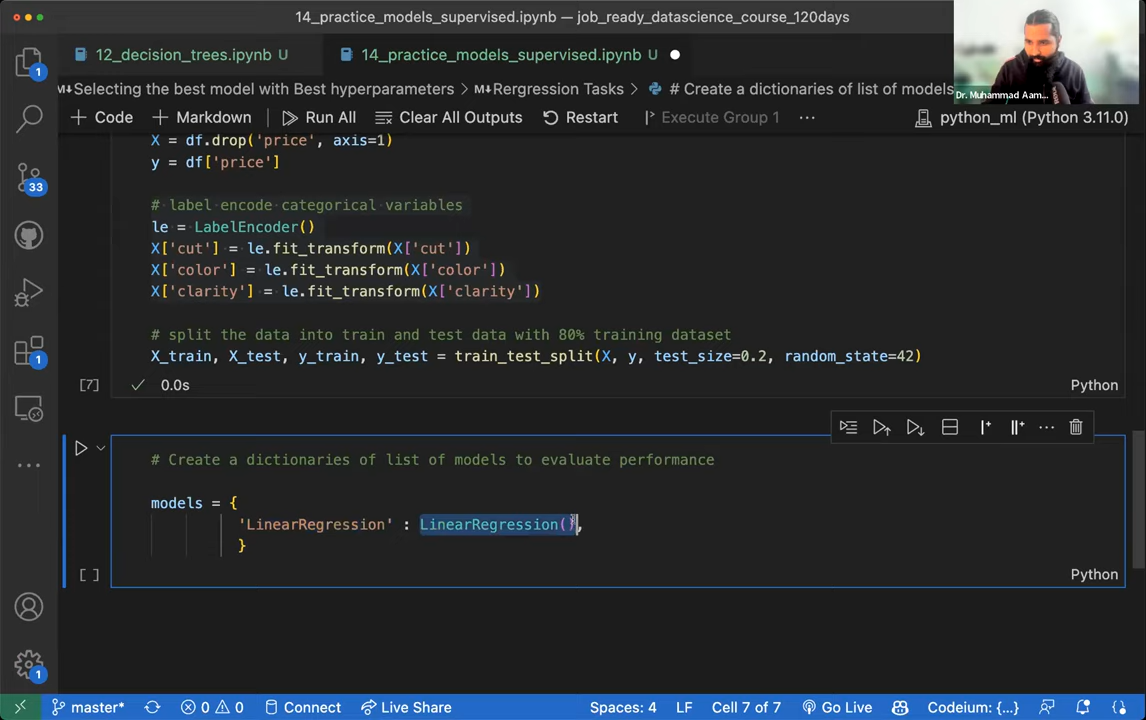 14_practice_models_supervised.ipynb — job_ready_datascience_course_120days
12_decision_trees.ipynb U
14_practice_models_supervised.ipynb U
Selecting the best model with Best hyperparameters > Rergression Tasks > # Create a dictionaries of list of models
Dr. Muhammad Aam...
+ Code + Markdown Run All Clear All Outputs Restart Execute Group 1 ... python_ml (Python 3.11.0)
X = df.drop('price', axis=1)
y = df['price']
# label encode categorical variables
le = LabelEncoder()
X['cut'] = le.fit_transform(X['cut'])
X['color'] = le.fit_transform(X['color'])
X['clarity'] = le.fit_transform(X['clarity'])
# split the data into train and test data with 80% training dataset
X_train, X_test, y_train, y_test = train_test_split(X, y, test_size=0.2, random_state=42)
[7] 0.0s Python
# Create a dictionaries of list of models to evaluate performance
models = {
'LinearRegression' : LinearRegression(),
}
[ ] Python
1
33
1
1
master* 0 0 Connect Live Share Spaces: 4 LF Cell 7 of 7 Go Live Codeium: {...}